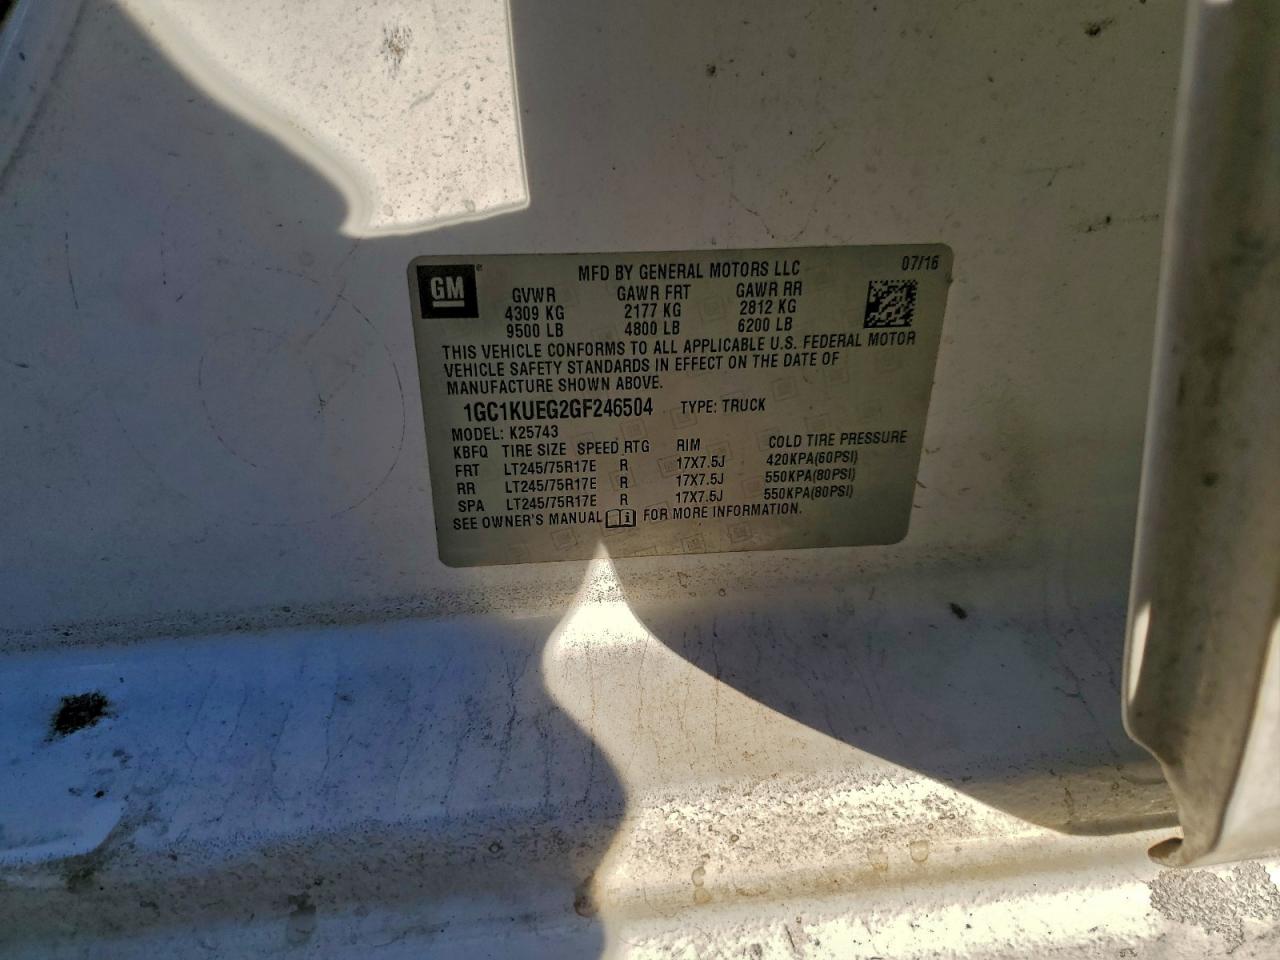 GM
MFD BY GENERAL MOTORS LLC 07/16
GVWR GAWR FRT GAWR RR
4309 KG 2177 KG 2812 KG
9500 LB 4800 LB 6200 LB
THIS VEHICLE CONFORMS TO ALL APPLICABLE U.S. FEDERAL MOTOR
VEHICLE SAFETY STANDARDS IN EFFECT ON THE DATE OF
MANUFACTURE SHOWN ABOVE.
1GC1KUEG2GF246504 TYPE: TRUCK
MODEL: K25743
KBFQ TIRE SIZE SPEED RTG RIM COLD TIRE PRESSURE
FRT LT245/75R17E R 17X7.5J 420KPA(60PSI)
RR LT245/75R17E R 17X7.5J 550KPA(80PSI)
SPA LT245/75R17E R 17X7.5J 550KPA(80PSI)
SEE OWNER'S MANUAL FOR MORE INFORMATION.